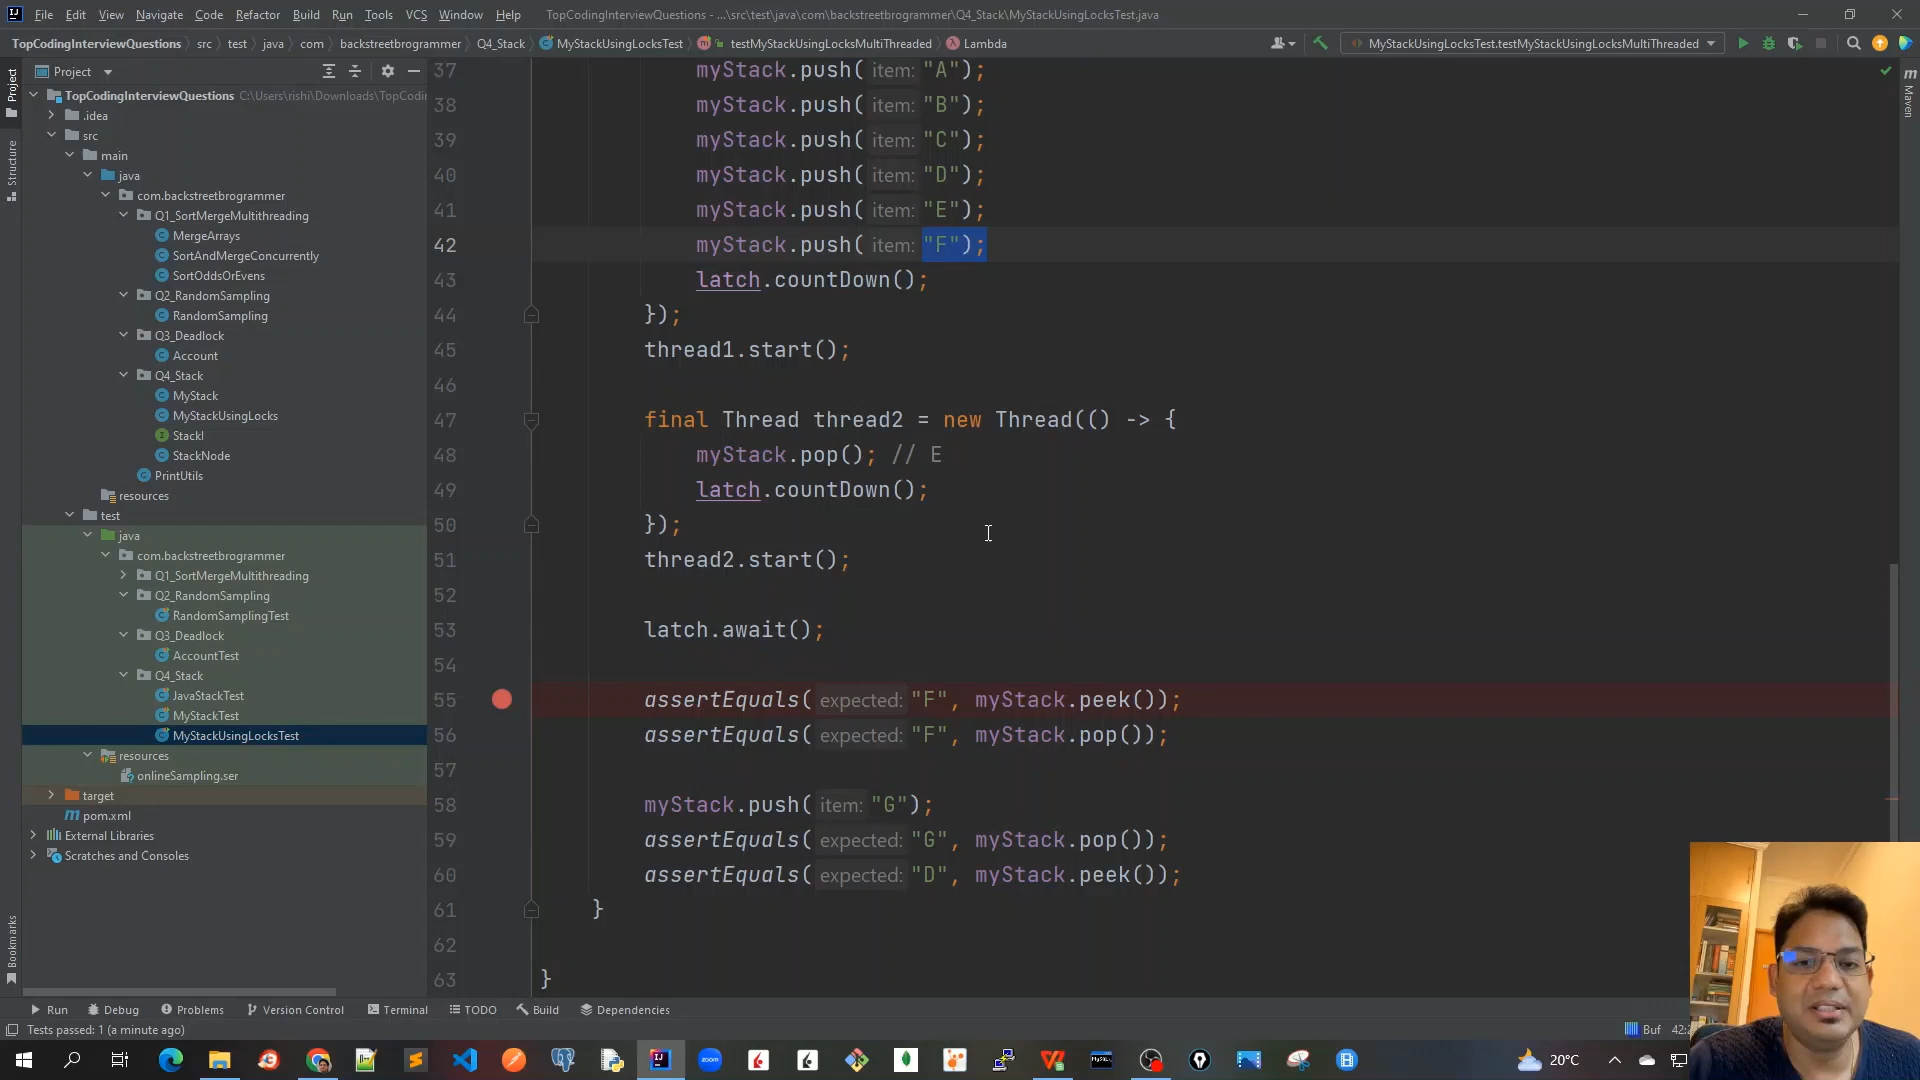 File Edit View Navigate Code Refactor Build Run Tools VCS Window Help TopCodingInterviewQuestions - ...\src\test\java\com\backstreetbrogrammer\Q4_Stack\MyStackUsingLocksTest.java
TopCodingInterviewQuestions src test java com backstreetbrogrammer Q4_Stack MyStackUsingLocksTest testMyStackUsingLocksMultiThreaded Lambda MyStackUsingLocksTest.testMyStackUsingLocksMultiThreaded
Project
TopCodingInterviewQuestions C:\Users\rishi\Downloads\TopCodin
.idea
src
main
java
com.backstreetbrogrammer
Q1_SortMergeMultithreading
MergeArrays
SortAndMergeConcurrently
SortOddsOrEvens
Q2_RandomSampling
RandomSampling
Q3_Deadlock
Account
Q4_Stack
MyStack
MyStackUsingLocks
StackI
StackNode
PrintUtils
resources
test
java
com.backstreetbrogrammer
Q1_SortMergeMultithreading
Q2_RandomSampling
RandomSamplingTest
Q3_Deadlock
AccountTest
Q4_Stack
JavaStackTest
MyStackTest
MyStackUsingLocksTest
resources
onlineSampling.ser
target
pom.xml
External Libraries
Scratches and Consoles
Project
Structure
Bookmarks
Maven
37 myStack.push( item: "A");
38 myStack.push( item: "B");
39 myStack.push( item: "C");
40 myStack.push( item: "D");
41 myStack.push( item: "E");
42 myStack.push( item: "F");
43 latch.countDown();
44 });
45 thread1.start();
46
47 final Thread thread2 = new Thread(() -> {
48 myStack.pop(); // E
49 latch.countDown();
50 });
51 thread2.start();
52
53 latch.await();
54
55 assertEquals( expected: "F", myStack.peek());
56 assertEquals( expected: "F", myStack.pop());
57
58 myStack.push( item: "G");
59 assertEquals( expected: "G", myStack.pop());
60 assertEquals( expected: "D", myStack.peek());
61 }
62
63 }
Run Debug Problems Version Control Terminal TODO Build Dependencies
Tests passed: 1 (a minute ago) Buf
20°C